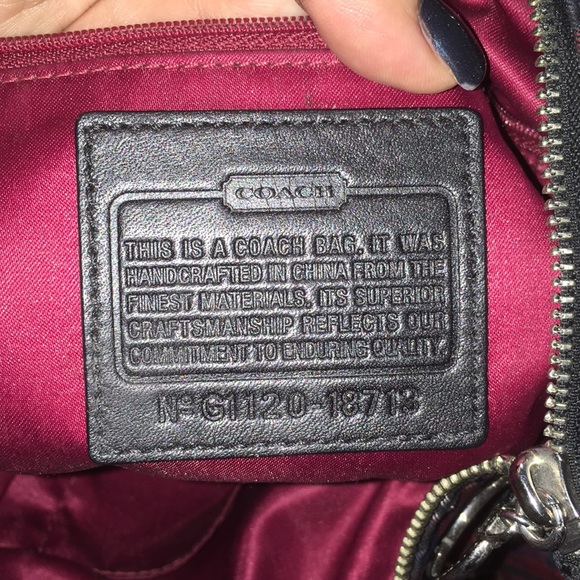 COACH
THIS IS A COACH BAG. IT WAS
HANDCRAFTED IN CHINA FROM THE
FINEST MATERIALS. ITS SUPERIOR
CRAFTSMANSHIP REFLECTS OUR
COMMITMENT TO ENDURING QUALITY.
Nº G1120-18713